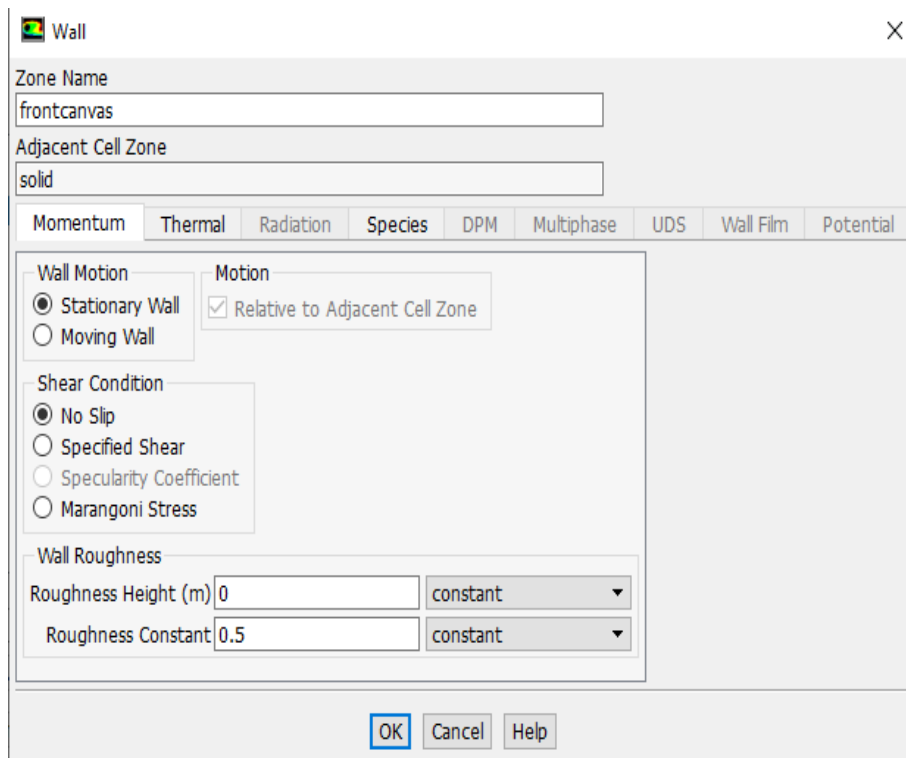 Wall
Zone Name
frontcanvas
Adjacent Cell Zone
solid
Momentum Thermal Radiation Species DPM Multiphase UDS Wall Film Potential
Wall Motion Motion
Stationary Wall Relative to Adjacent Cell Zone
Moving Wall
Shear Condition
No Slip
Specified Shear
Specularity Coefficient
Marangoni Stress
Wall Roughness
Roughness Height (m) 0 constant
Roughness Constant 0.5 constant
OK Cancel Help